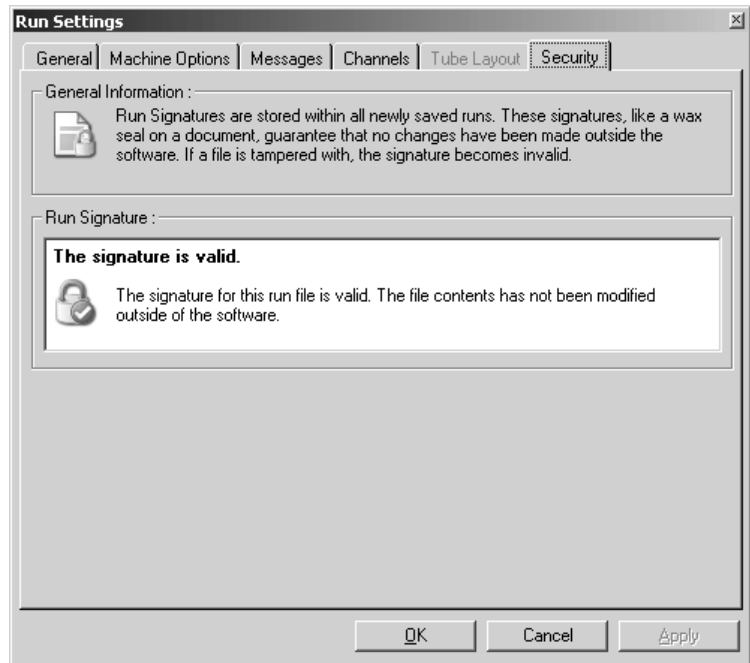 Run Settings
General
Machine Options
Messages
Channels
Tube Layout
Security
General Information :
Run Signatures are stored within all newly saved runs. These signatures, like a wax
seal on a document, guarantee that no changes have been made outside the
software. If a file is tampered with, the signature becomes invalid.
Run Signature :
The signature is valid.
The signature for this run file is valid. The file contents has not been modified
outside of the software.
OK
Cancel
Apply